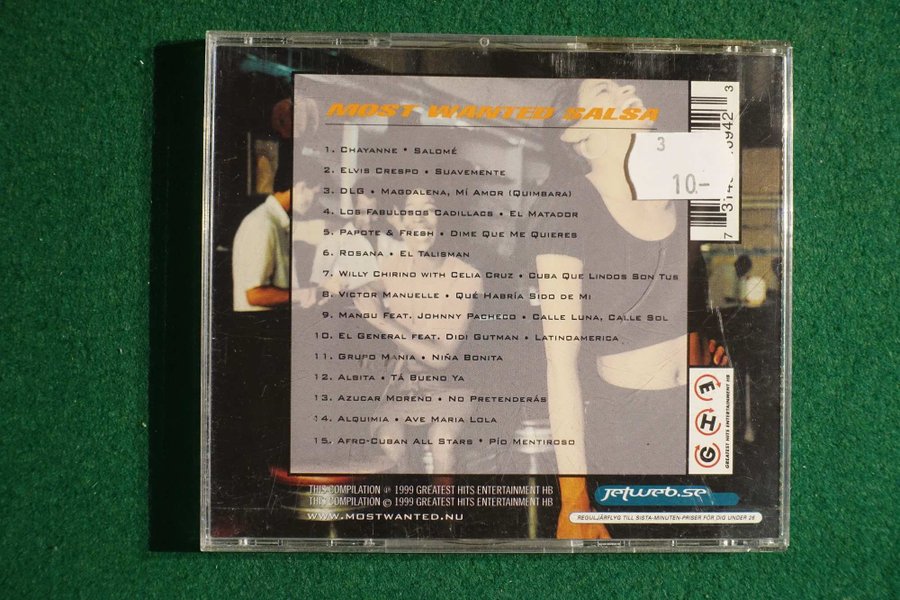 MOST WANTED SALSA
1. CHAYANNE • SALOMÉ
2. ELVIS CRESPO • SUAVEMENTE
3. DLG • MAGDALENA, MÍ AMOR (QUIMBARA)
4. LOS FABULOSOS CADILLACS • EL MATADOR
5. PAPOTE & FRESH • DIME QUE ME QUIERES
6. ROSANA • EL TALISMAN
7. WILLY CHIRINO WITH CELIA CRUZ • CUBA QUE LINDOS SON TUS
8. VICTOR MANUELLE • QUÉ HABRÍA SIDO DE MI
9. MANGU FEAT. JOHNNY PACHECO • CALLE LUNA, CALLE SOL
10. EL GENERAL FEAT. DIDI GUTMAN • LATINOAMERICA
11. GRUPO MANIA • NIÑA BONITA
12. ALBITA • TÁ BUENO YA
13. AZUCAR MORENO • NO PRETENDERÁS
14. ALQUIMIA • AVE MARIA LOLA
15. AFRO-CUBAN ALL STARS • PÍO MENTIROSO
3
10.-
EHG
GREATEST HITS ENTERTAINMENT HB
THIS COMPILATION ℗ 1999 GREATEST HITS ENTERTAINMENT HB
THIS COMPILATION © 1999 GREATEST HITS ENTERTAINMENT HB
WWW.MOSTWANTED.NU
jetweb.se
REGULJÄRFLYG TILL SISTA-MINUTEN-PRISER FÖR DIG UNDER 26